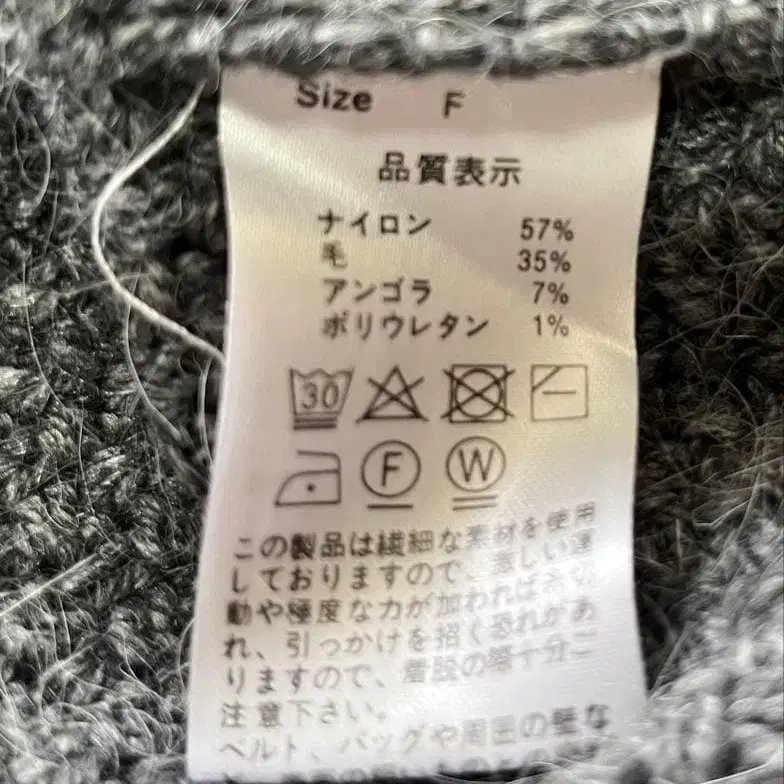 Size F
品質表示
ナイロン 57%
毛 35%
アンゴラ 7%
ポリウレタン 1%
30
F W
この製品は繊細な素材を使用
しておりますので、激しい運
動や極度な力が加われば
れ、引っかけを招く恐れがあ
りますので、着脱の際十分ご
注意下さい。
ベルト、バッグや周囲の壁な